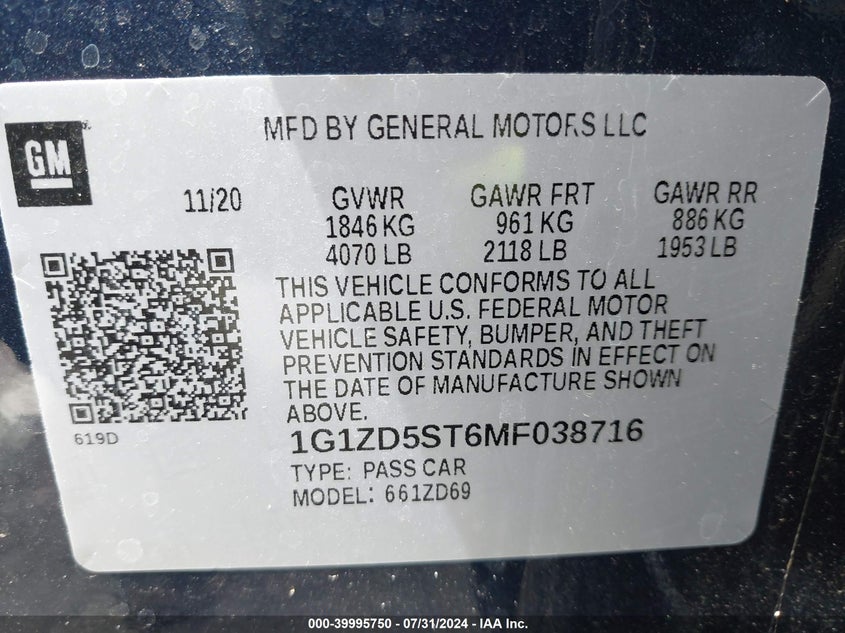 MFD BY GENERAL MOTORS LLC
GM
11/20 GVWR GAWR FRT GAWR RR
1846 KG 961 KG 886 KG
4070 LB 2118 LB 1953 LB
THIS VEHICLE CONFORMS TO ALL
APPLICABLE U.S. FEDERAL MOTOR
VEHICLE SAFETY, BUMPER, AND THEFT
PREVENTION STANDARDS IN EFFECT ON
THE DATE OF MANUFACTURE SHOWN
ABOVE.
619D
1G1ZD5ST6MF038716
TYPE: PASS CAR
MODEL: 661ZD69
000-39995750 - 07/31/2024 - IAA Inc.